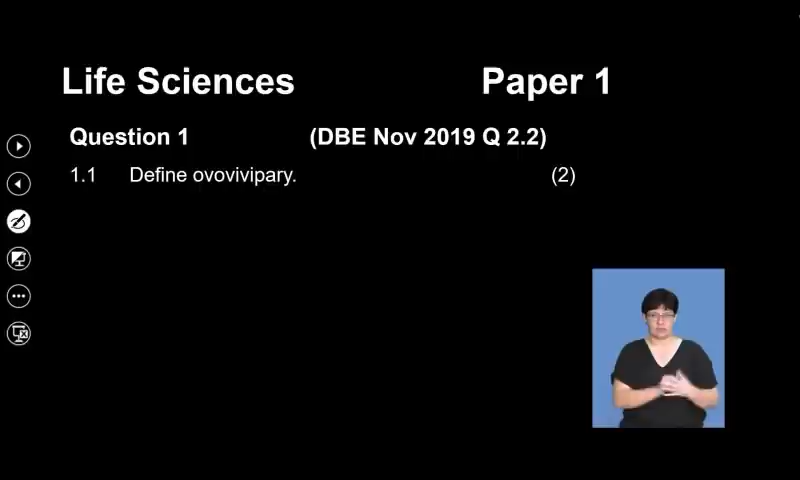 Life Sciences Paper 1
Question 1 (DBE Nov 2019 Q 2.2)
1.1 Define ovovivipary. (2)